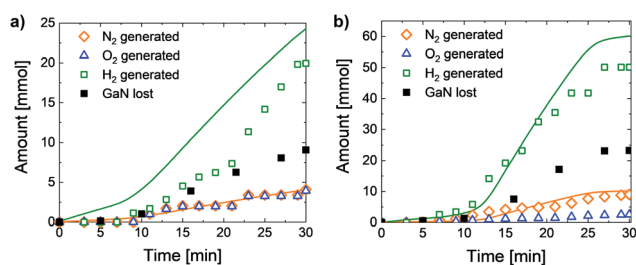 a)
N₂ generated
O₂ generated
H₂ generated
GaN lost
Amount [mmol]
25
20
15
10
5
0
0 5 10 15 20 25 30
Time [min]
b)
N₂ generated
O₂ generated
H₂ generated
GaN lost
Amount [mmol]
60
50
40
30
20
10
0
0 5 10 15 20 25 30
Time [min]